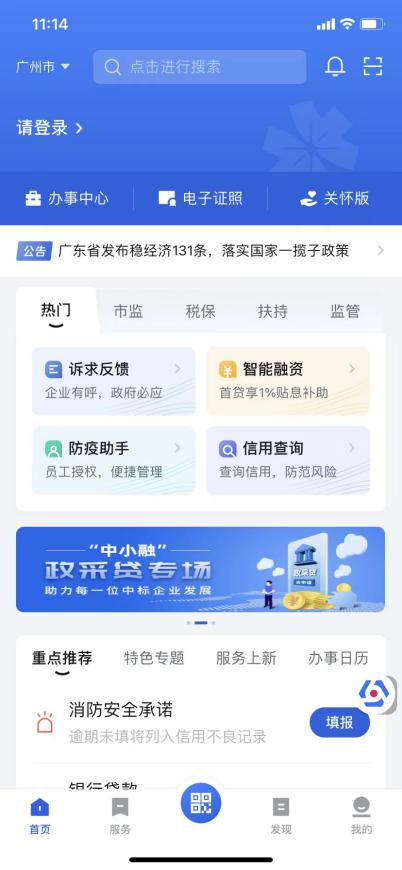 11:14
广州市
点击进行搜索
请登录
办事中心
电子证照
关怀版
公告 广东省发布稳经济131条，落实国家一揽子政策
热门
市监
税保
扶持
监管
诉求反馈
企业有呼，政府必应
智能融资
首贷享1%贴息补助
防疫助手
员工授权，便捷管理
信用查询
查询信用，防范风险
“中小融”
政采贷专场
助力每一位中标企业发展
政采贷
重点推荐
特色专题
服务上新
办事日历
消防安全承诺
逾期未填将列入信用不良记录
填报
银行贷款
首页
服务
发现
我的